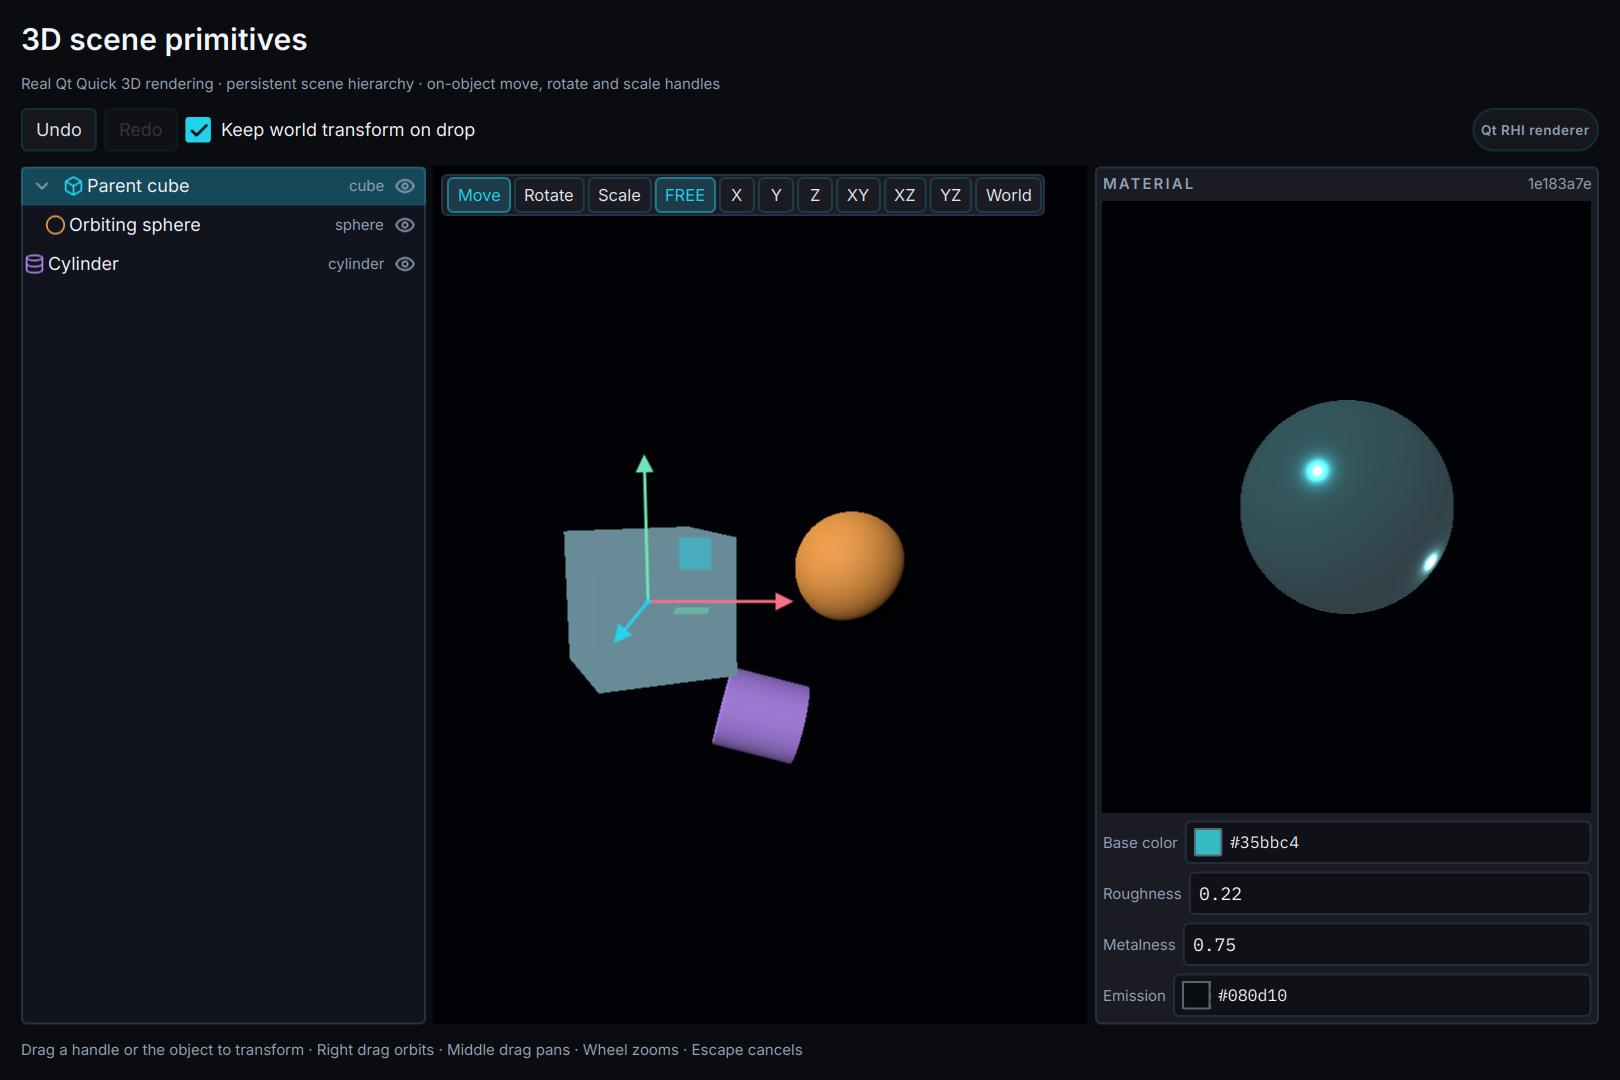 3D scene primitives
Real Qt Quick 3D rendering · persistent scene hierarchy · on-object move, rotate and scale handles
Undo Redo Keep world transform on drop Qt RHI renderer
Parent cube cube
Orbiting sphere sphere
Cylinder cylinder
Move Rotate Scale FREE X Y Z XY XZ YZ World
MATERIAL 1e183a7e
Base color #35bbc4
Roughness 0.22
Metalness 0.75
Emission #080d10
Drag a handle or the object to transform · Right drag orbits · Middle drag pans · Wheel zooms · Escape cancels